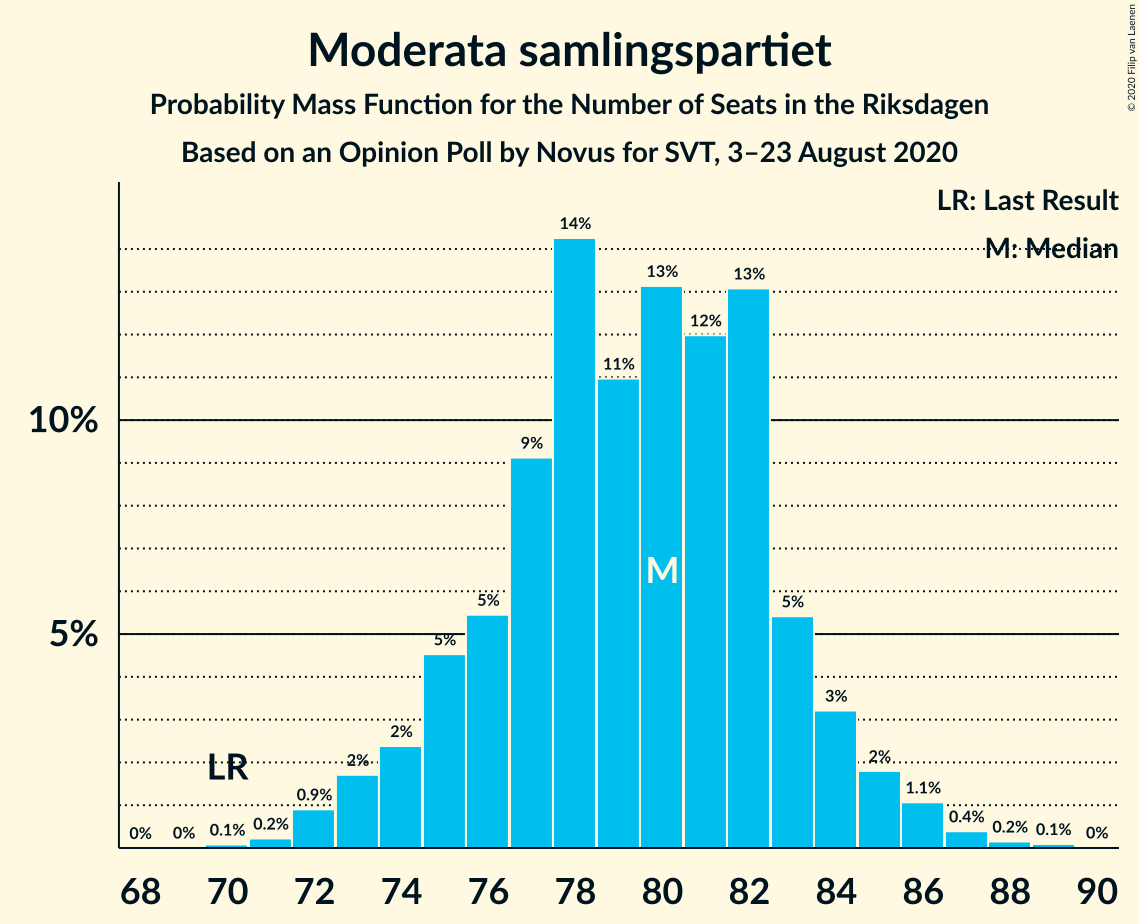 Moderata samlingspartiet
Probability Mass Function for the Number of Seats in the Riksdagen
Based on an Opinion Poll by Novus for SVT, 3–23 August 2020
© 2020 Filip van Laenen
LR: Last Result
M: Median
10%
5%
0%
0%
0.1%
0.2%
0.9%
2%
2%
5%
5%
9%
14%
11%
13%
12%
13%
5%
3%
2%
1.1%
0.4%
0.2%
0.1%
0%
LR
M
68 70 72 74 76 78 80 82 84 86 88 90